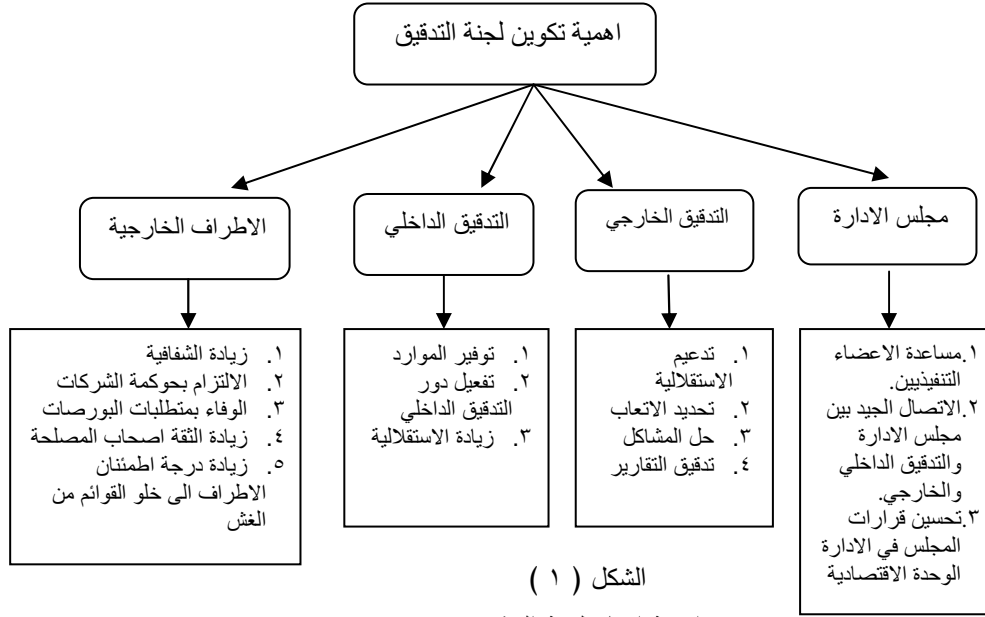 اهمية تكوين لجنة التدقيق
مجلس الادارة
التدقيق الخارجي
التدقيق الداخلي
الاطراف الخارجية
١.مساعدة الاعضاء
التنفيذيين.
٢.الاتصال الجيد بين
مجلس الادارة
والتدقيق الداخلي
والخارجي.
٣.تحسين قرارات
المجلس في الادارة
الوحدة الاقتصادية
١. تدعيم
الاستقلالية
٢. تحديد الاتعاب
٣. حل المشاكل
٤. تدقيق التقارير
١. توفير الموارد
٢. تفعيل دور
التدقيق الداخلي
٣. زيادة الاستقلالية
١. زيادة الشفافية
٢. الالتزام بحوكمة الشركات
٣. الوفاء بمتطلبات البورصات
٤. زيادة الثقة اصحاب المصلحة
٥. زيادة درجة اطمئنان
الاطراف الى خلو القوائم من
الغش
الشكل ( ١ )